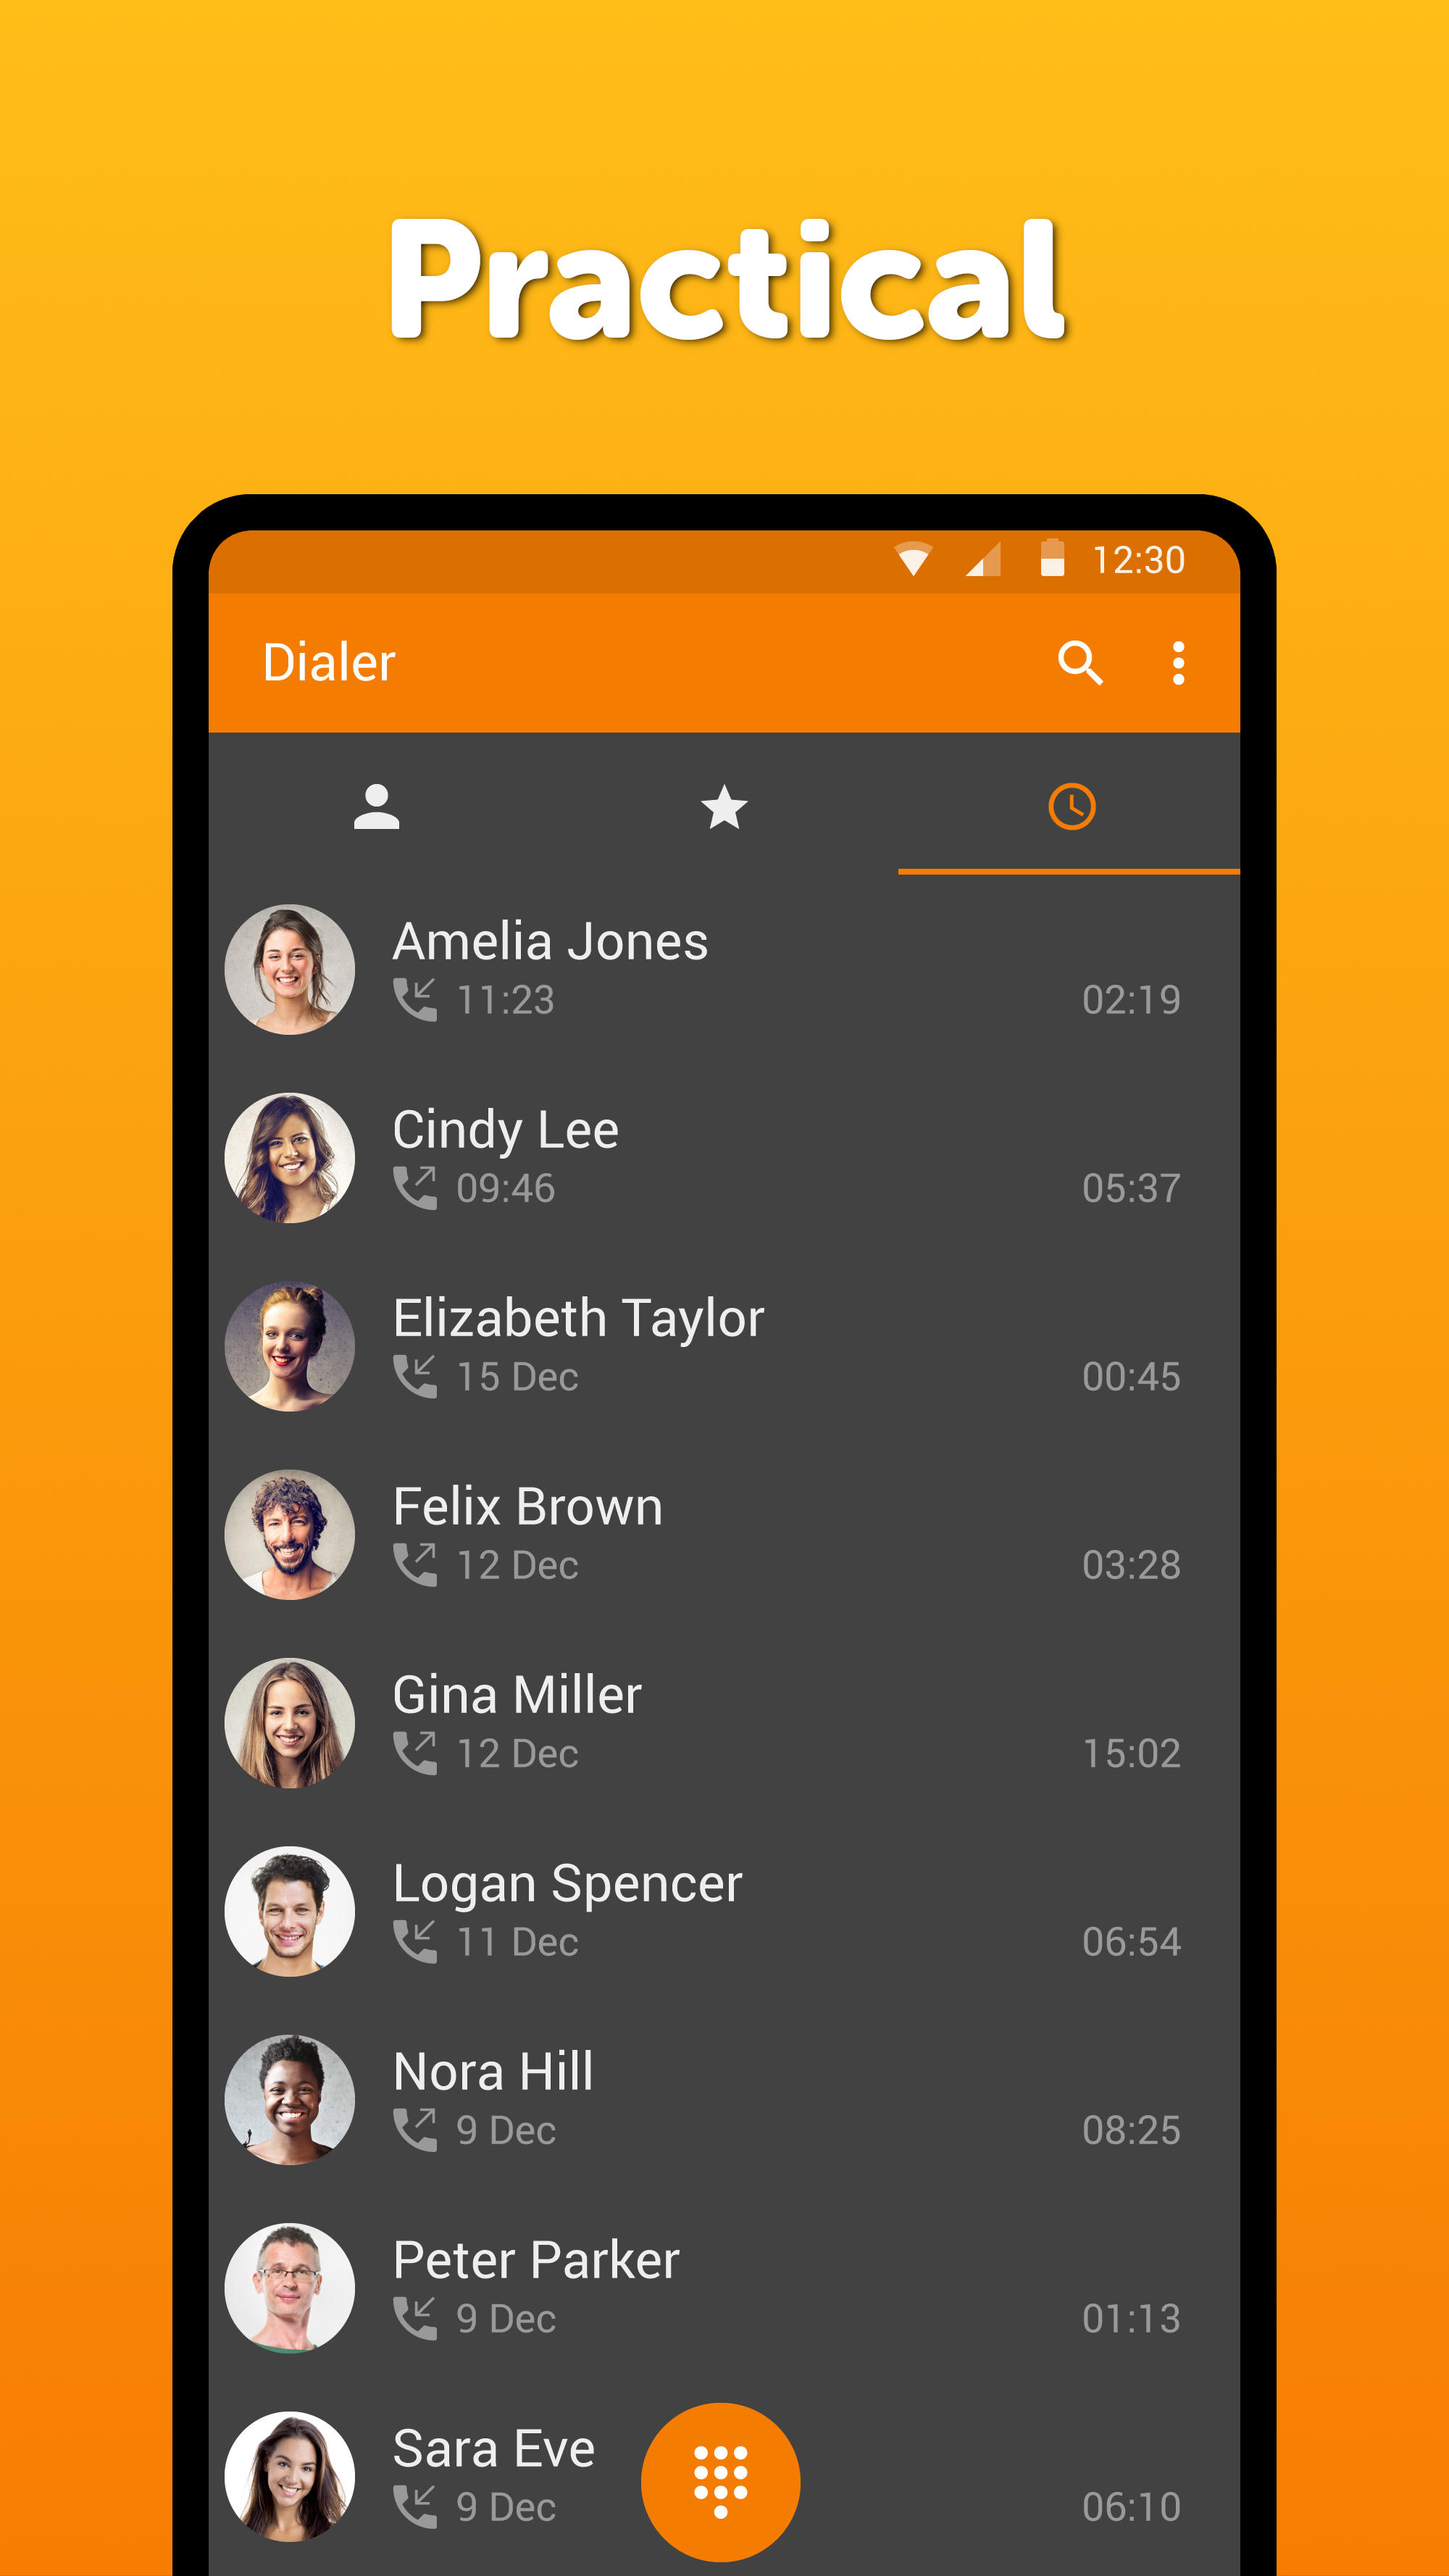 Practical
12:30
Dialer
Amelia Jones
11:23 02:19
Cindy Lee
09:46 05:37
Elizabeth Taylor
15 Dec 00:45
Felix Brown
12 Dec 03:28
Gina Miller
12 Dec 15:02
Logan Spencer
11 Dec 06:54
Nora Hill
9 Dec 08:25
Peter Parker
9 Dec 01:13
Sara Eve
9 Dec 06:10